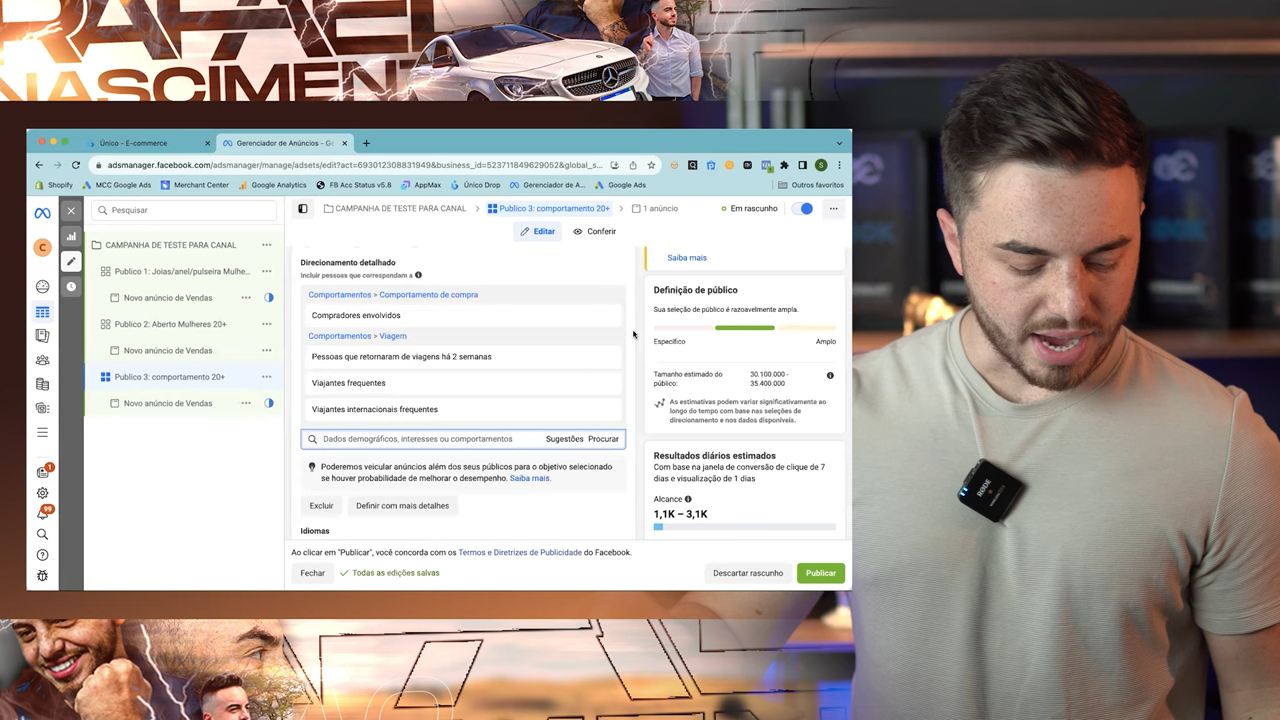 RAFAEL
NASCIMEN
Único - E-commerce
Gerenciador de Anúncios - Ge
adsmanager.facebook.com/adsmanager/manage/adsets/edit?act=693012308831949&business_id=523711849629052&global_s...
Shopify
MCC Google Ads
Merchant Center
Google Analytics
FB Acc Status v5.8
AppMax
Único Drop
Gerenciador de A...
Google Ads
Outros favoritos
Pesquisar
CAMPANHA DE TESTE PARA CANAL
Publico 3: comportamento 20+
1 anúncio
Em rascunho
Editar
Conferir
C
CAMPANHA DE TESTE PARA CANAL
Publico 1: Joias/anel/pulseira Mulhe...
Novo anúncio de Vendas
Publico 2: Aberto Mulheres 20+
Novo anúncio de Vendas
Publico 3: comportamento 20+
Novo anúncio de Vendas
1
99
Direcionamento detalhado
Incluir pessoas que correspondam a
Comportamentos > Comportamento de compra
Compradores envolvidos
Comportamentos > Viagem
Pessoas que retornaram de viagens há 2 semanas
Viajantes frequentes
Viajantes internacionais frequentes
Dados demográficos, interesses ou comportamentos
Sugestões
Procurar
Poderemos veicular anúncios além dos seus públicos para o objetivo selecionado
se houver probabilidade de melhorar o desempenho. Saiba mais.
Excluir
Definir com mais detalhes
Idiomas
Saiba mais
Definição de público
Sua seleção de público é razoavelmente ampla.
Específico
Amplo
Tamanho estimado do
público:
30.100.000 -
35.400.000
As estimativas podem variar significativamente ao
longo do tempo com base nas seleções de
direcionamento e nos dados disponíveis.
Resultados diários estimados
Com base na janela de conversão de clique de 7
dias e visualização de 1 dias
Alcance
1,1K – 3,1K
Ao clicar em "Publicar", você concorda com os Termos e Diretrizes de Publicidade do Facebook.
Fechar
Todas as edições salvas
Descartar rascunho
Publicar
RØDE